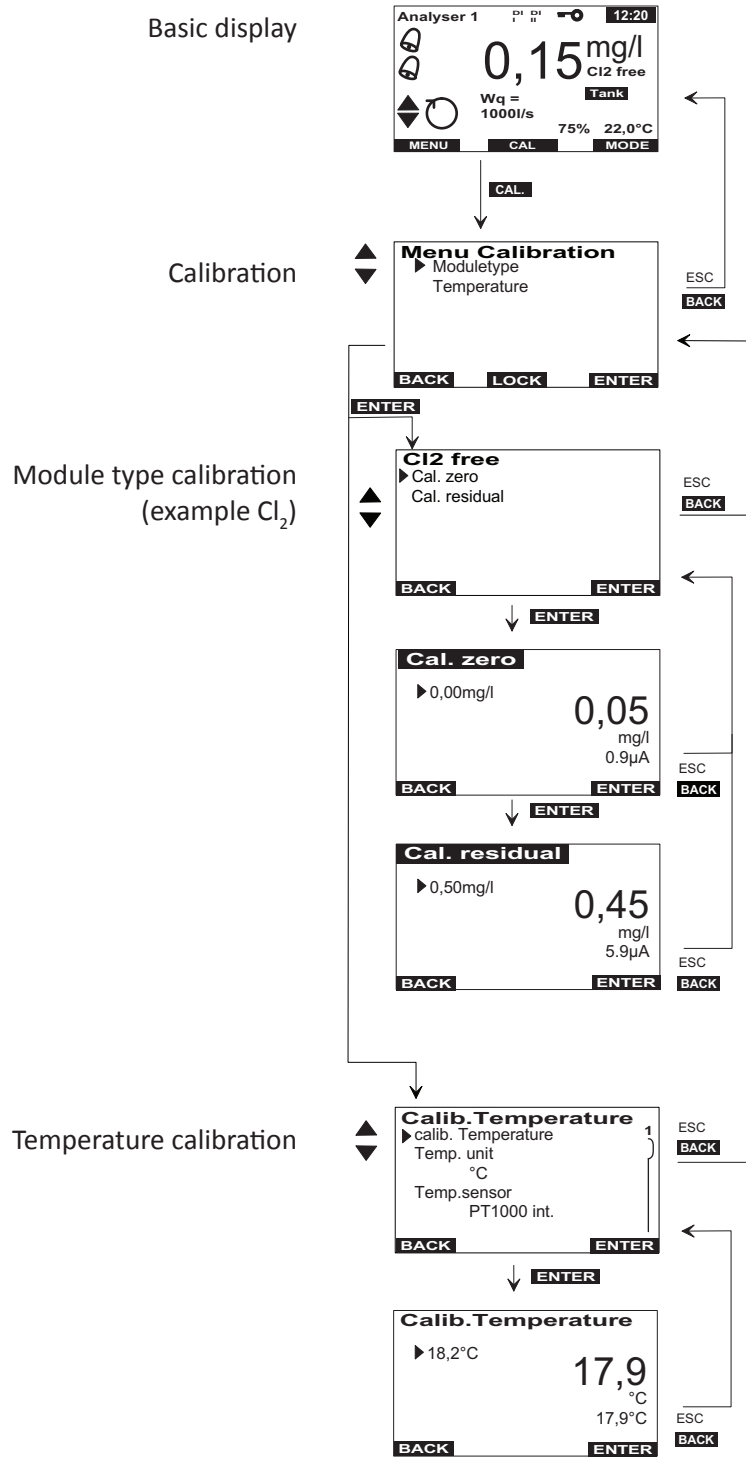 Basic display
Analyser 1 DI I DI II 12:20
0,15 mg/l
Cl2 free
Tank
Wq =
1000l/s
75% 22,0°C
MENU CAL MODE
CAL.
Calibration
Menu Calibration
Moduletype
Temperature
BACK LOCK ENTER
ESC
BACK
ENTER
Module type calibration
(example Cl₂)
Cl2 free
Cal. zero
Cal. residual
BACK ENTER
ESC
BACK
ENTER
Cal. zero
0,00mg/l
0,05
mg/l
0.9µA
BACK ENTER
ESC
BACK
ENTER
Cal. residual
0,50mg/l
0,45
mg/l
5.9µA
BACK ENTER
ESC
BACK
Temperature calibration
Calib.Temperature
calib. Temperature 1
Temp. unit
°C
Temp.sensor
PT1000 int.
BACK ENTER
ESC
BACK
ENTER
Calib.Temperature
18,2°C
17,9
°C
17,9°C
BACK ENTER
ESC
BACK